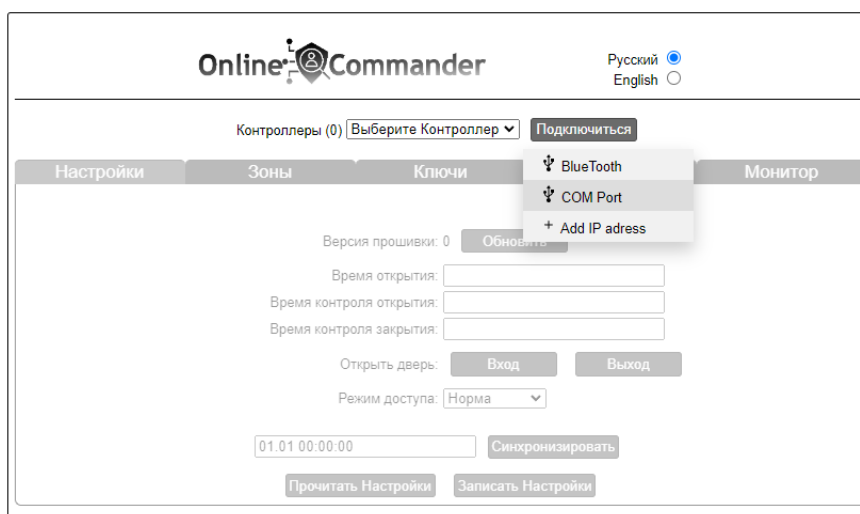 Online Commander
Русский
English
Контроллеры (0) Выберите Контроллер Подключиться
Настройки Зоны Ключи Монитор
BlueTooth
COM Port
+ Add IP adress
Версия прошивки: 0 Обновить
Время открытия:
Время контроля открытия:
Время контроля закрытия:
Открыть дверь: Вход Выход
Режим доступа: Норма
01.01 00:00:00 Синхронизировать
Прочитать Настройки Записать Настройки